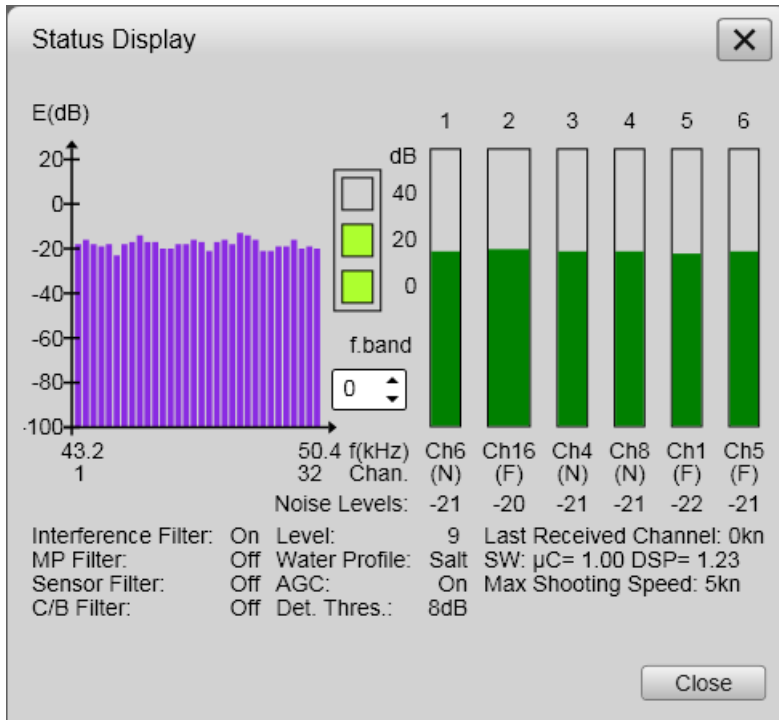 Status Display
E(dB)
1 2 3 4 5 6
20
dB
40
0
20
-20
0
-40
-60
f.band
-80
0
-100
43.2 50.4 f(kHz) Ch6 Ch16 Ch4 Ch8 Ch1 Ch5
1 32 Chan. (N) (F) (N) (N) (F) (F)
Noise Levels: -21 -20 -21 -21 -22 -21
Interference Filter: On Level: 9 Last Received Channel: 0kn
MP Filter: Off Water Profile: Salt SW: µC= 1.00 DSP= 1.23
Sensor Filter: Off AGC: On Max Shooting Speed: 5kn
C/B Filter: Off Det. Thres.: 8dB
Close